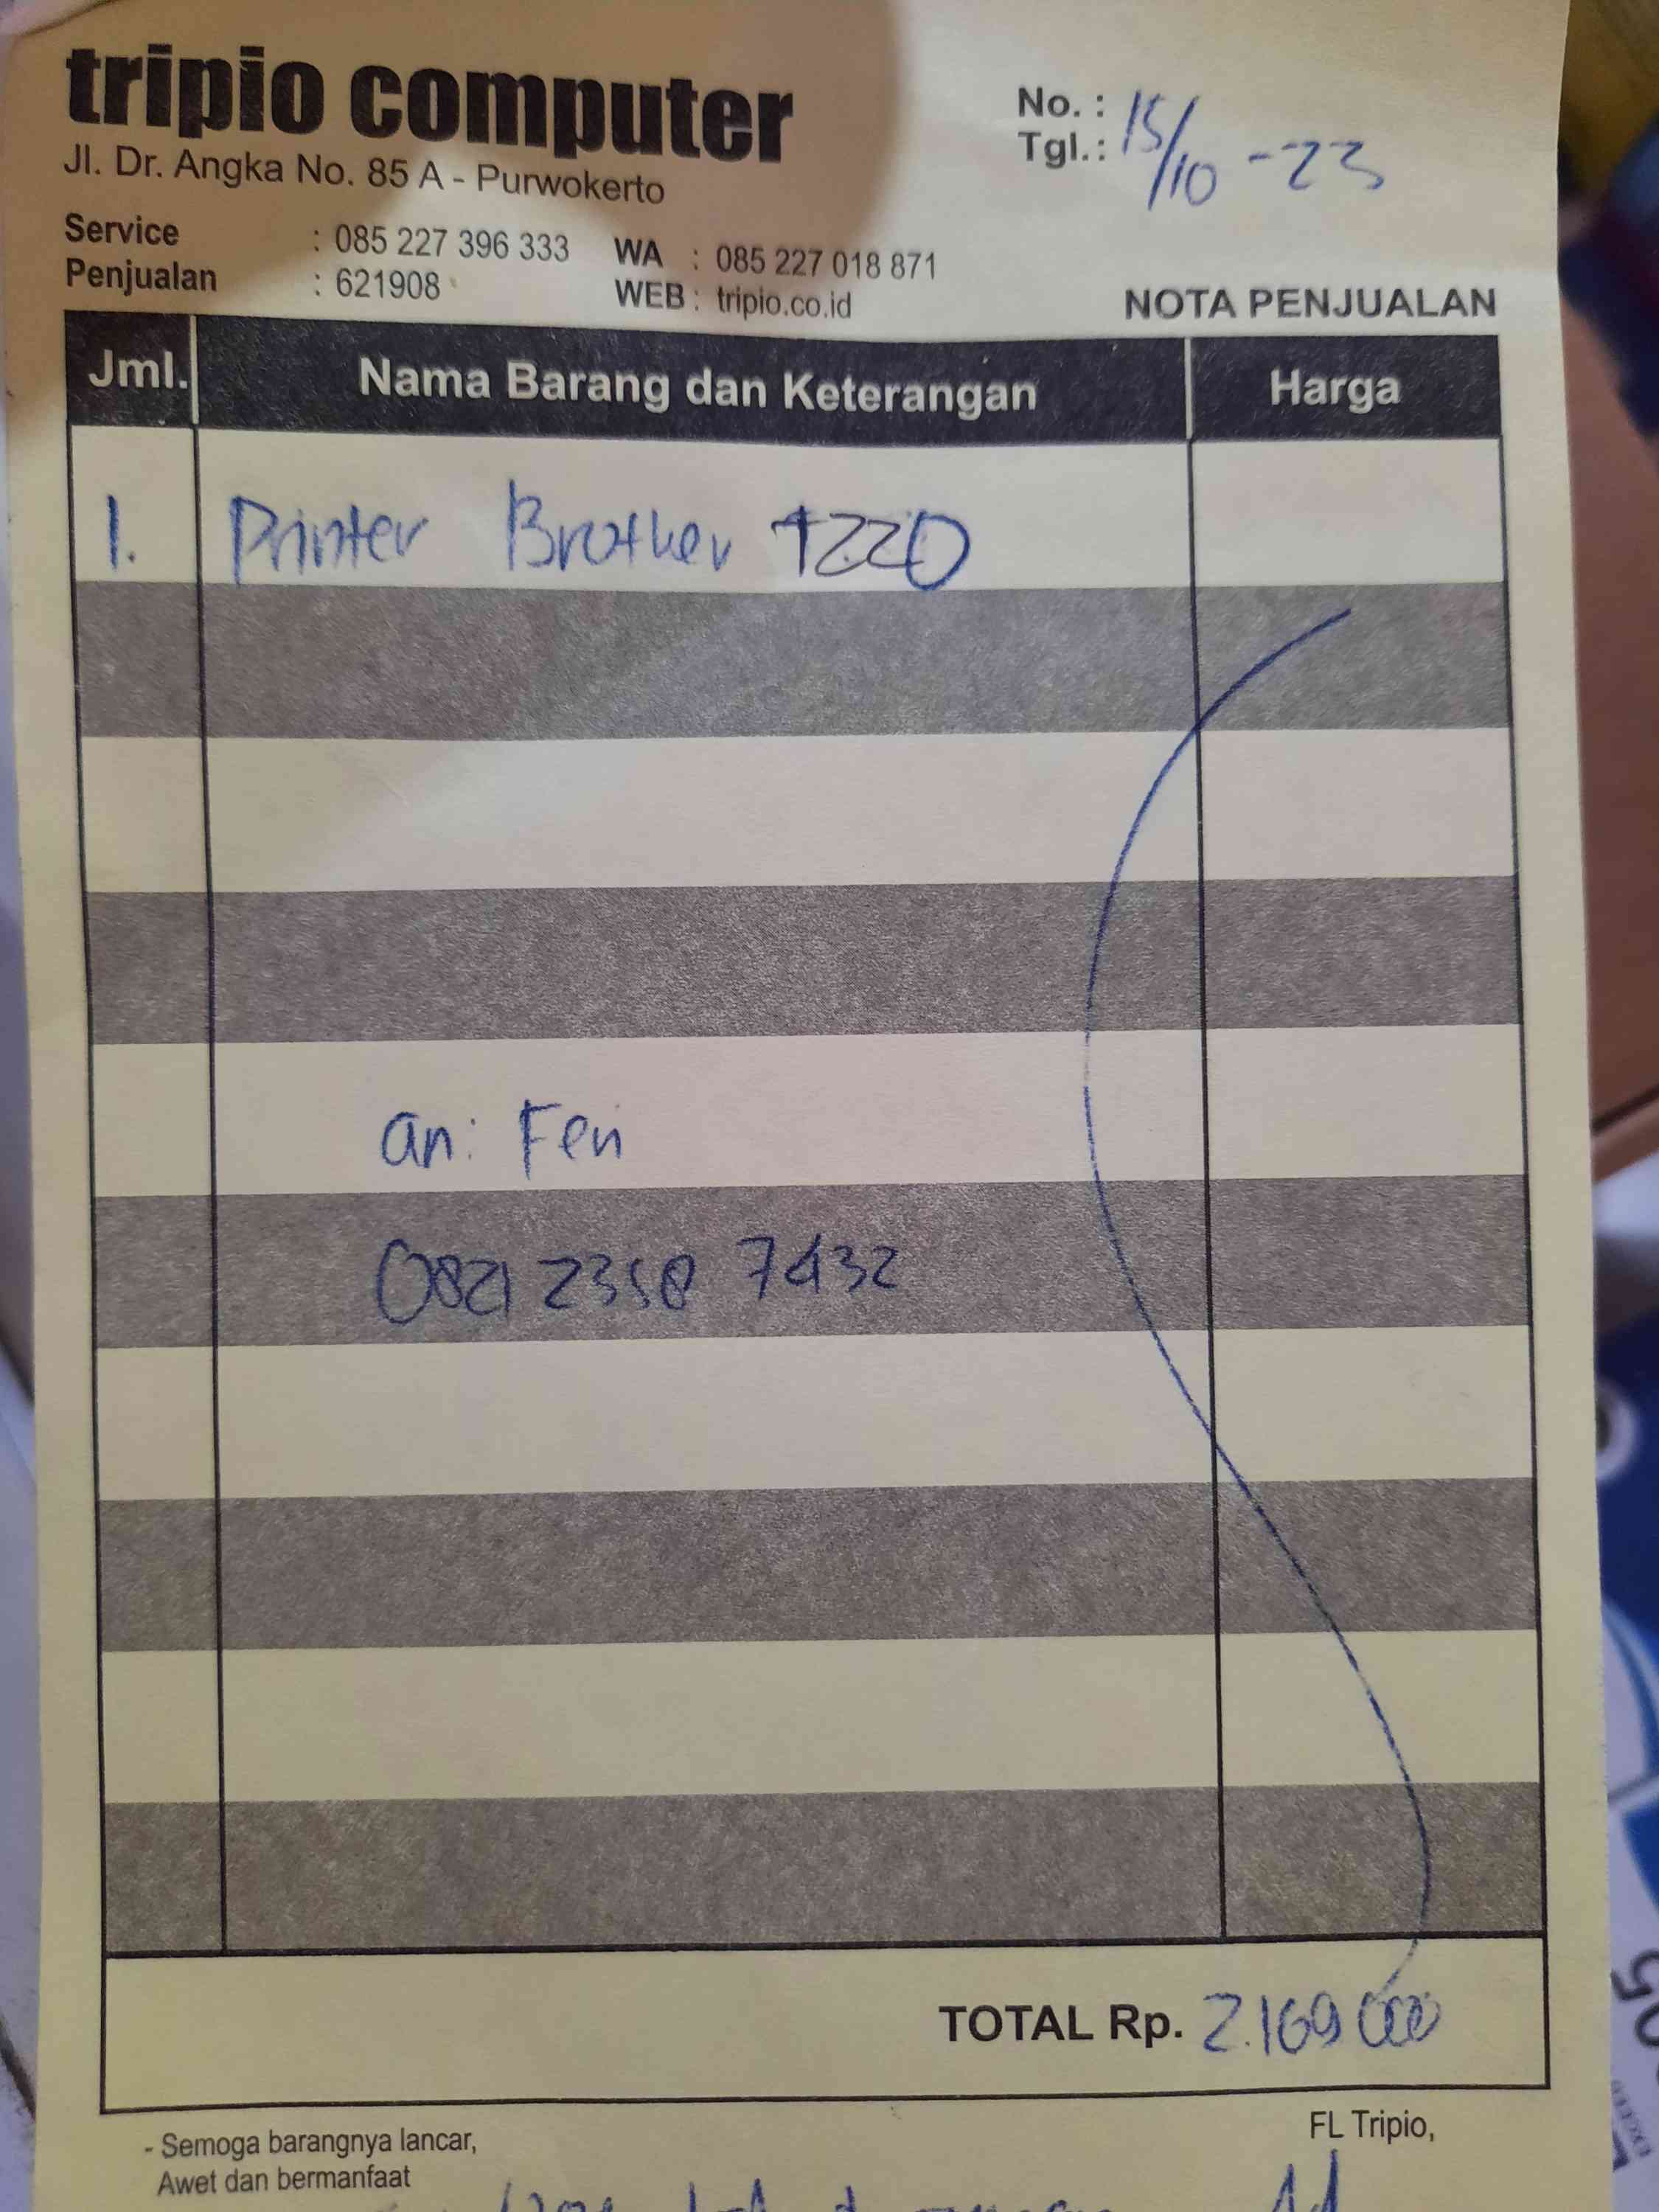 tripio computer
Jl. Dr. Angka No. 85 A - Purwokerto
No. :
Tgl.: 15/10 - 23
Service : 085 227 396 333 WA : 085 227 018 871
Penjualan : 621908 WEB : tripio.co.id
NOTA PENJUALAN
Jml. Nama Barang dan Keterangan Harga
1. Printer Brother T220
an: Feri
0821 2358 7432
TOTAL Rp. 2.169 000
- Semoga barangnya lancar,
Awet dan bermanfaat
FL Tripio,